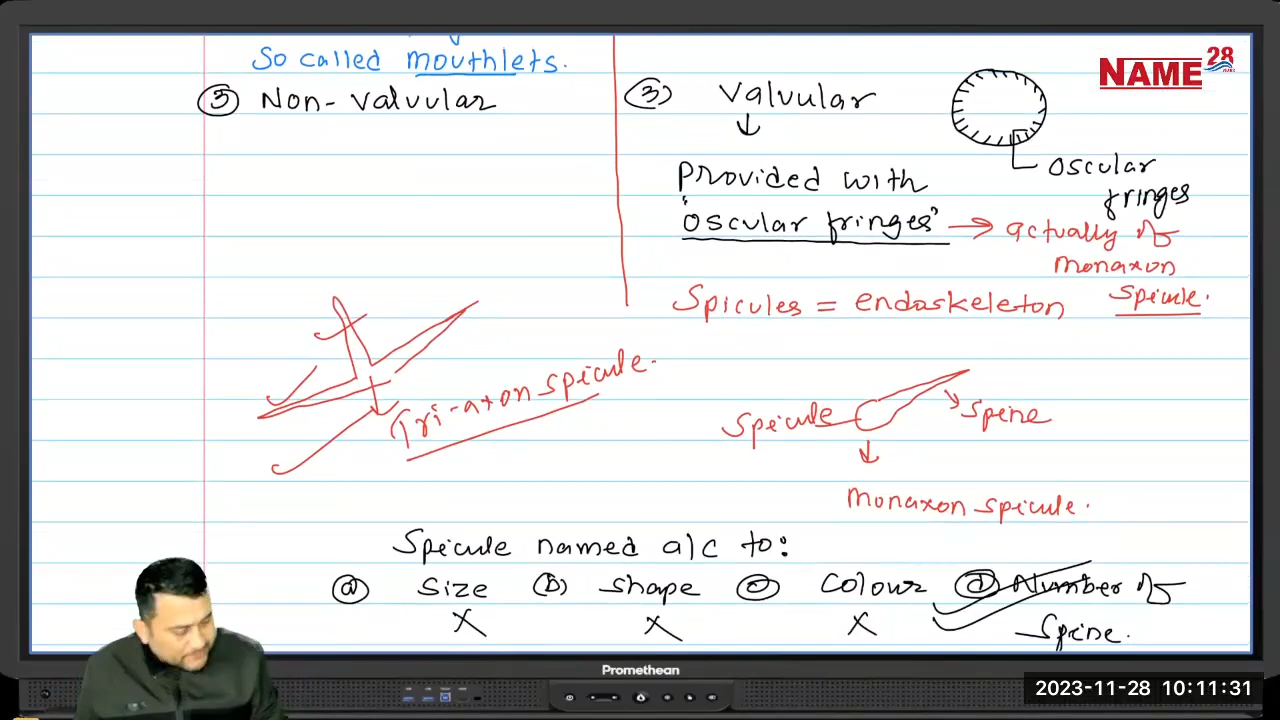 So called mouthlets.
③ Non-valvular
③ valvular
↓
Provided with
"oscular fringes" → actually of
monaxon
spicule.
oscular
fringes
Spicules = endoskeleton
Tri-axon spicule.
Spicule
Spine
Monaxon spicule.
Spicule named a/c to:
ⓐ Size ⓑ shape ⓒ Colour ⓓ Number of
Spine.
X X X
NAME 28
Promethean
2023-11-28 10:11:31